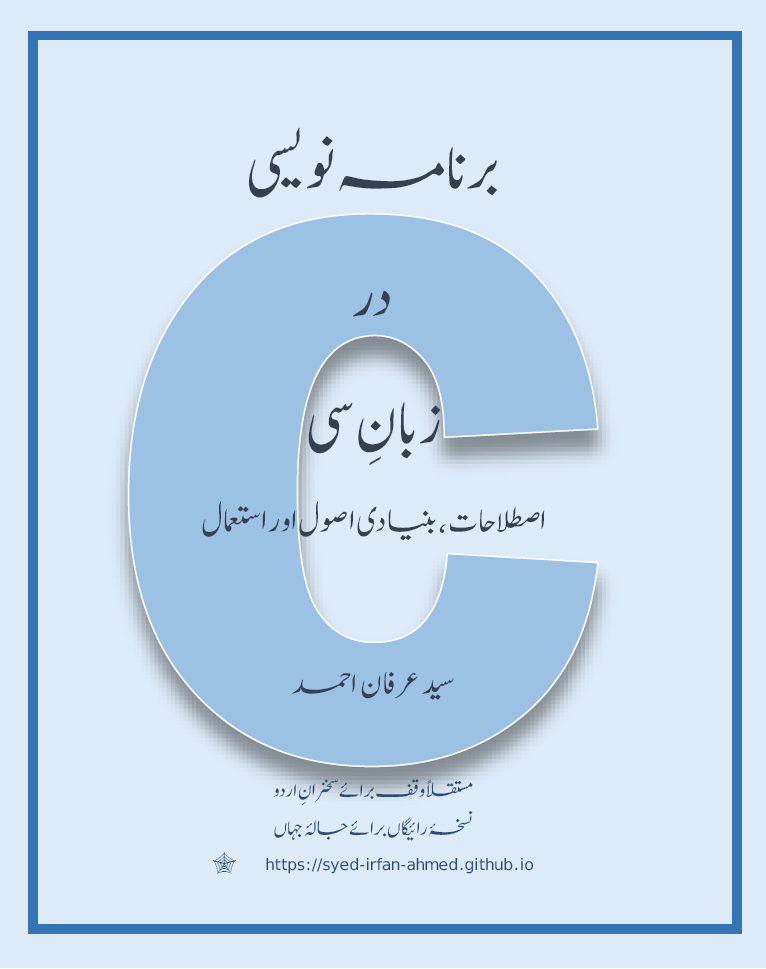 برنامہ نویسی
در
زبانِ سی
اصطلاحات، بنیادی اصول اور استعمال
سید عرفان احمد
مستقلاً وقف برائے سخنرانِ اردو
نسخۂ رائیگاں برائے جالۂ جہاں
https://syed-irfan-ahmed.github.io